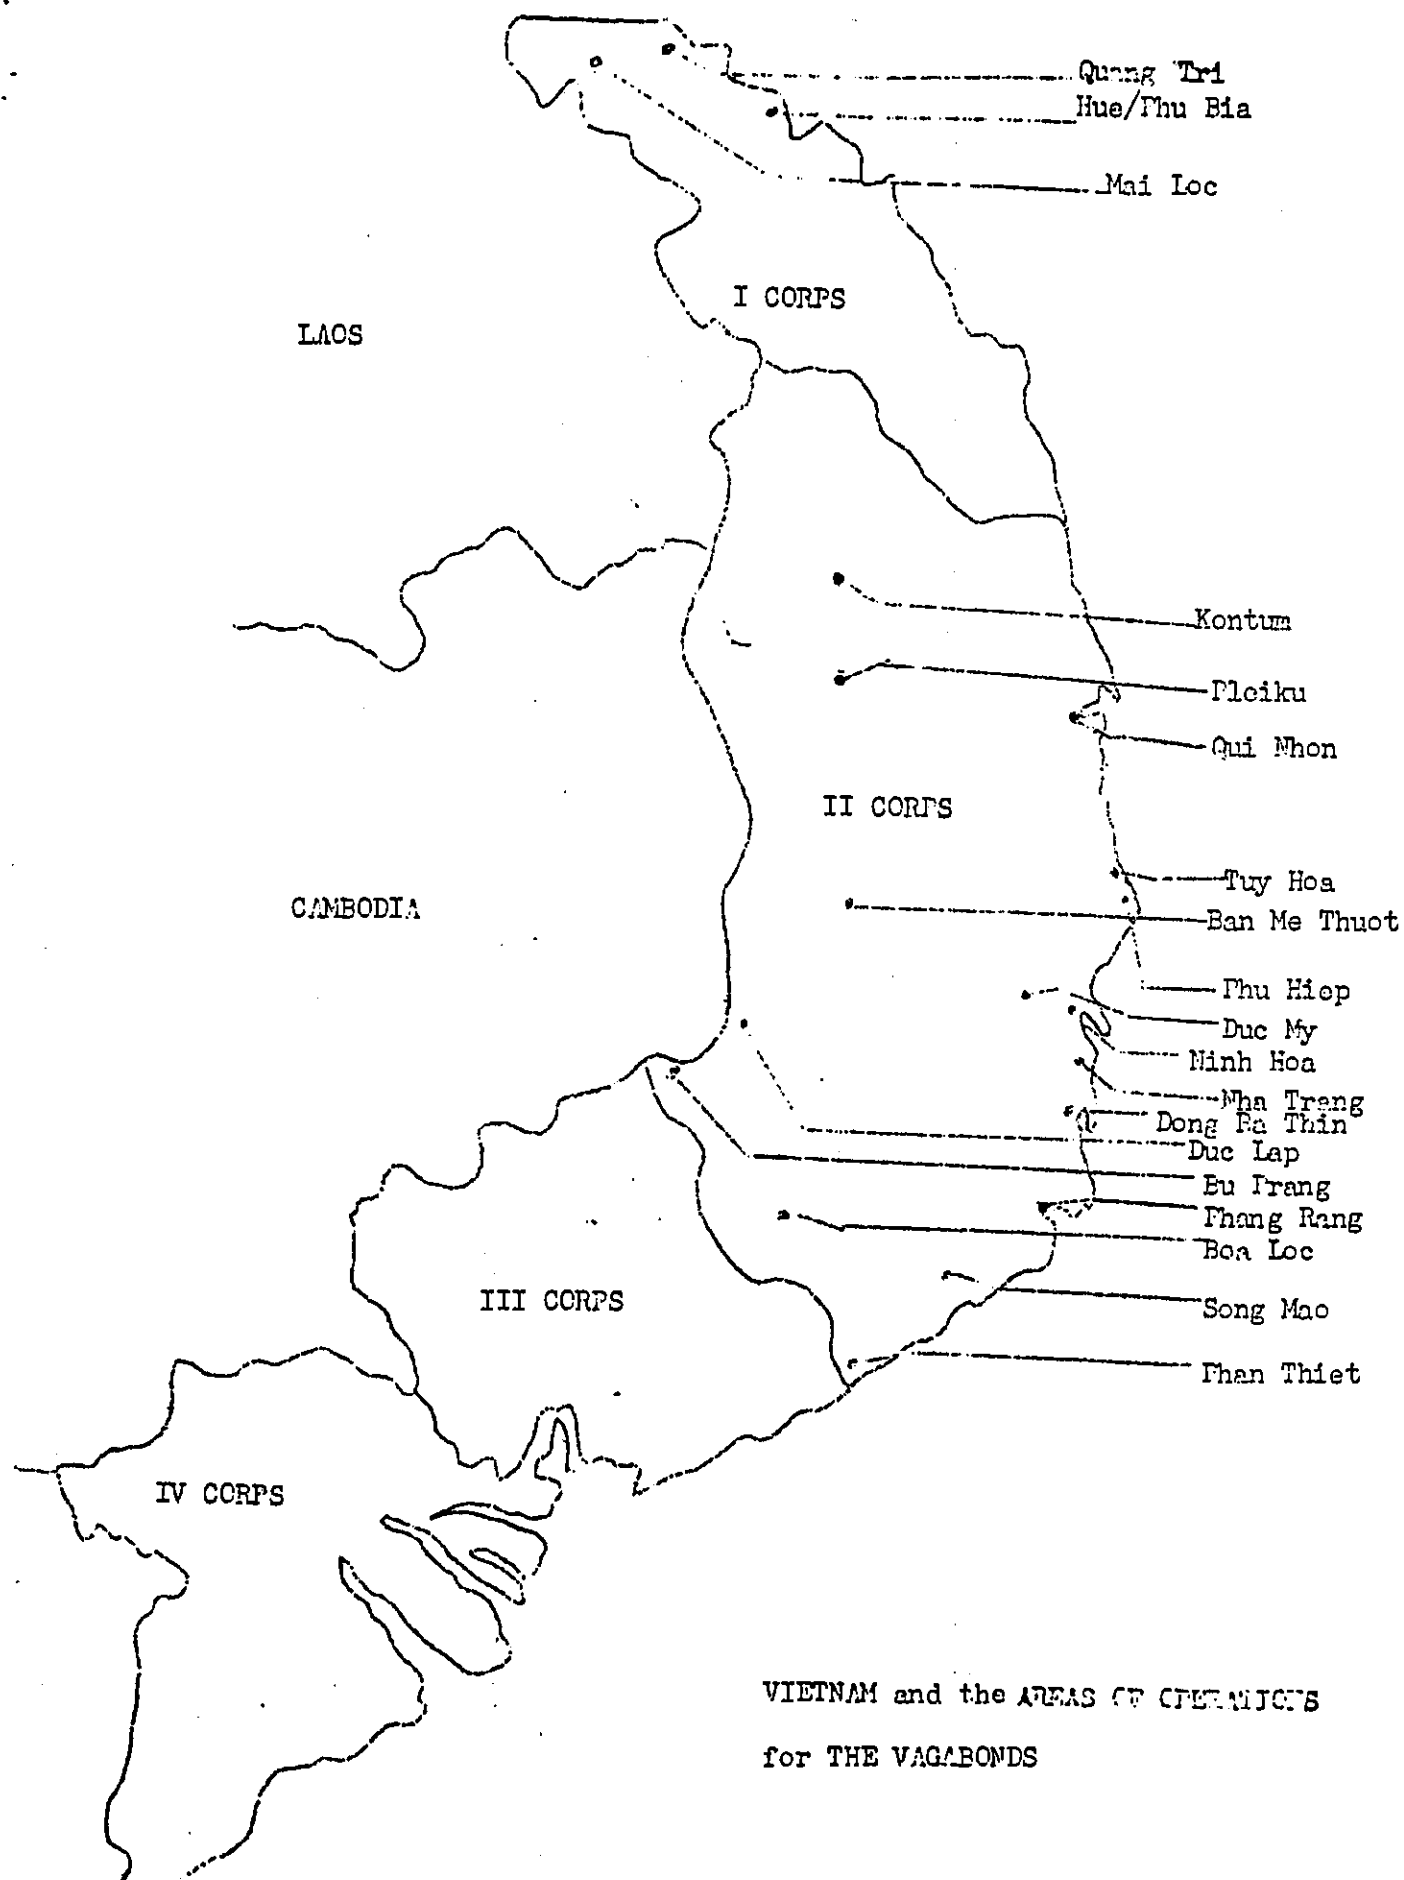 Quang Tri
Hue/Phu Bia
Mai Loc
I CORPS
LAOS
Kontum
Pleiku
Qui Nhon
II CORPS
Tuy Hoa
CAMBODIA
Ban Me Thuot
Phu Hiep
Duc My
Ninh Hoa
Nha Trang
Dong Ba Thin
Duc Lap
Bu Prang
Phang Rang
Boa Loc
III CORPS
Song Mao
Phan Thiet
IV CORPS
VIETNAM and the AREAS OF OPERATIONS
for THE VAGABONDS